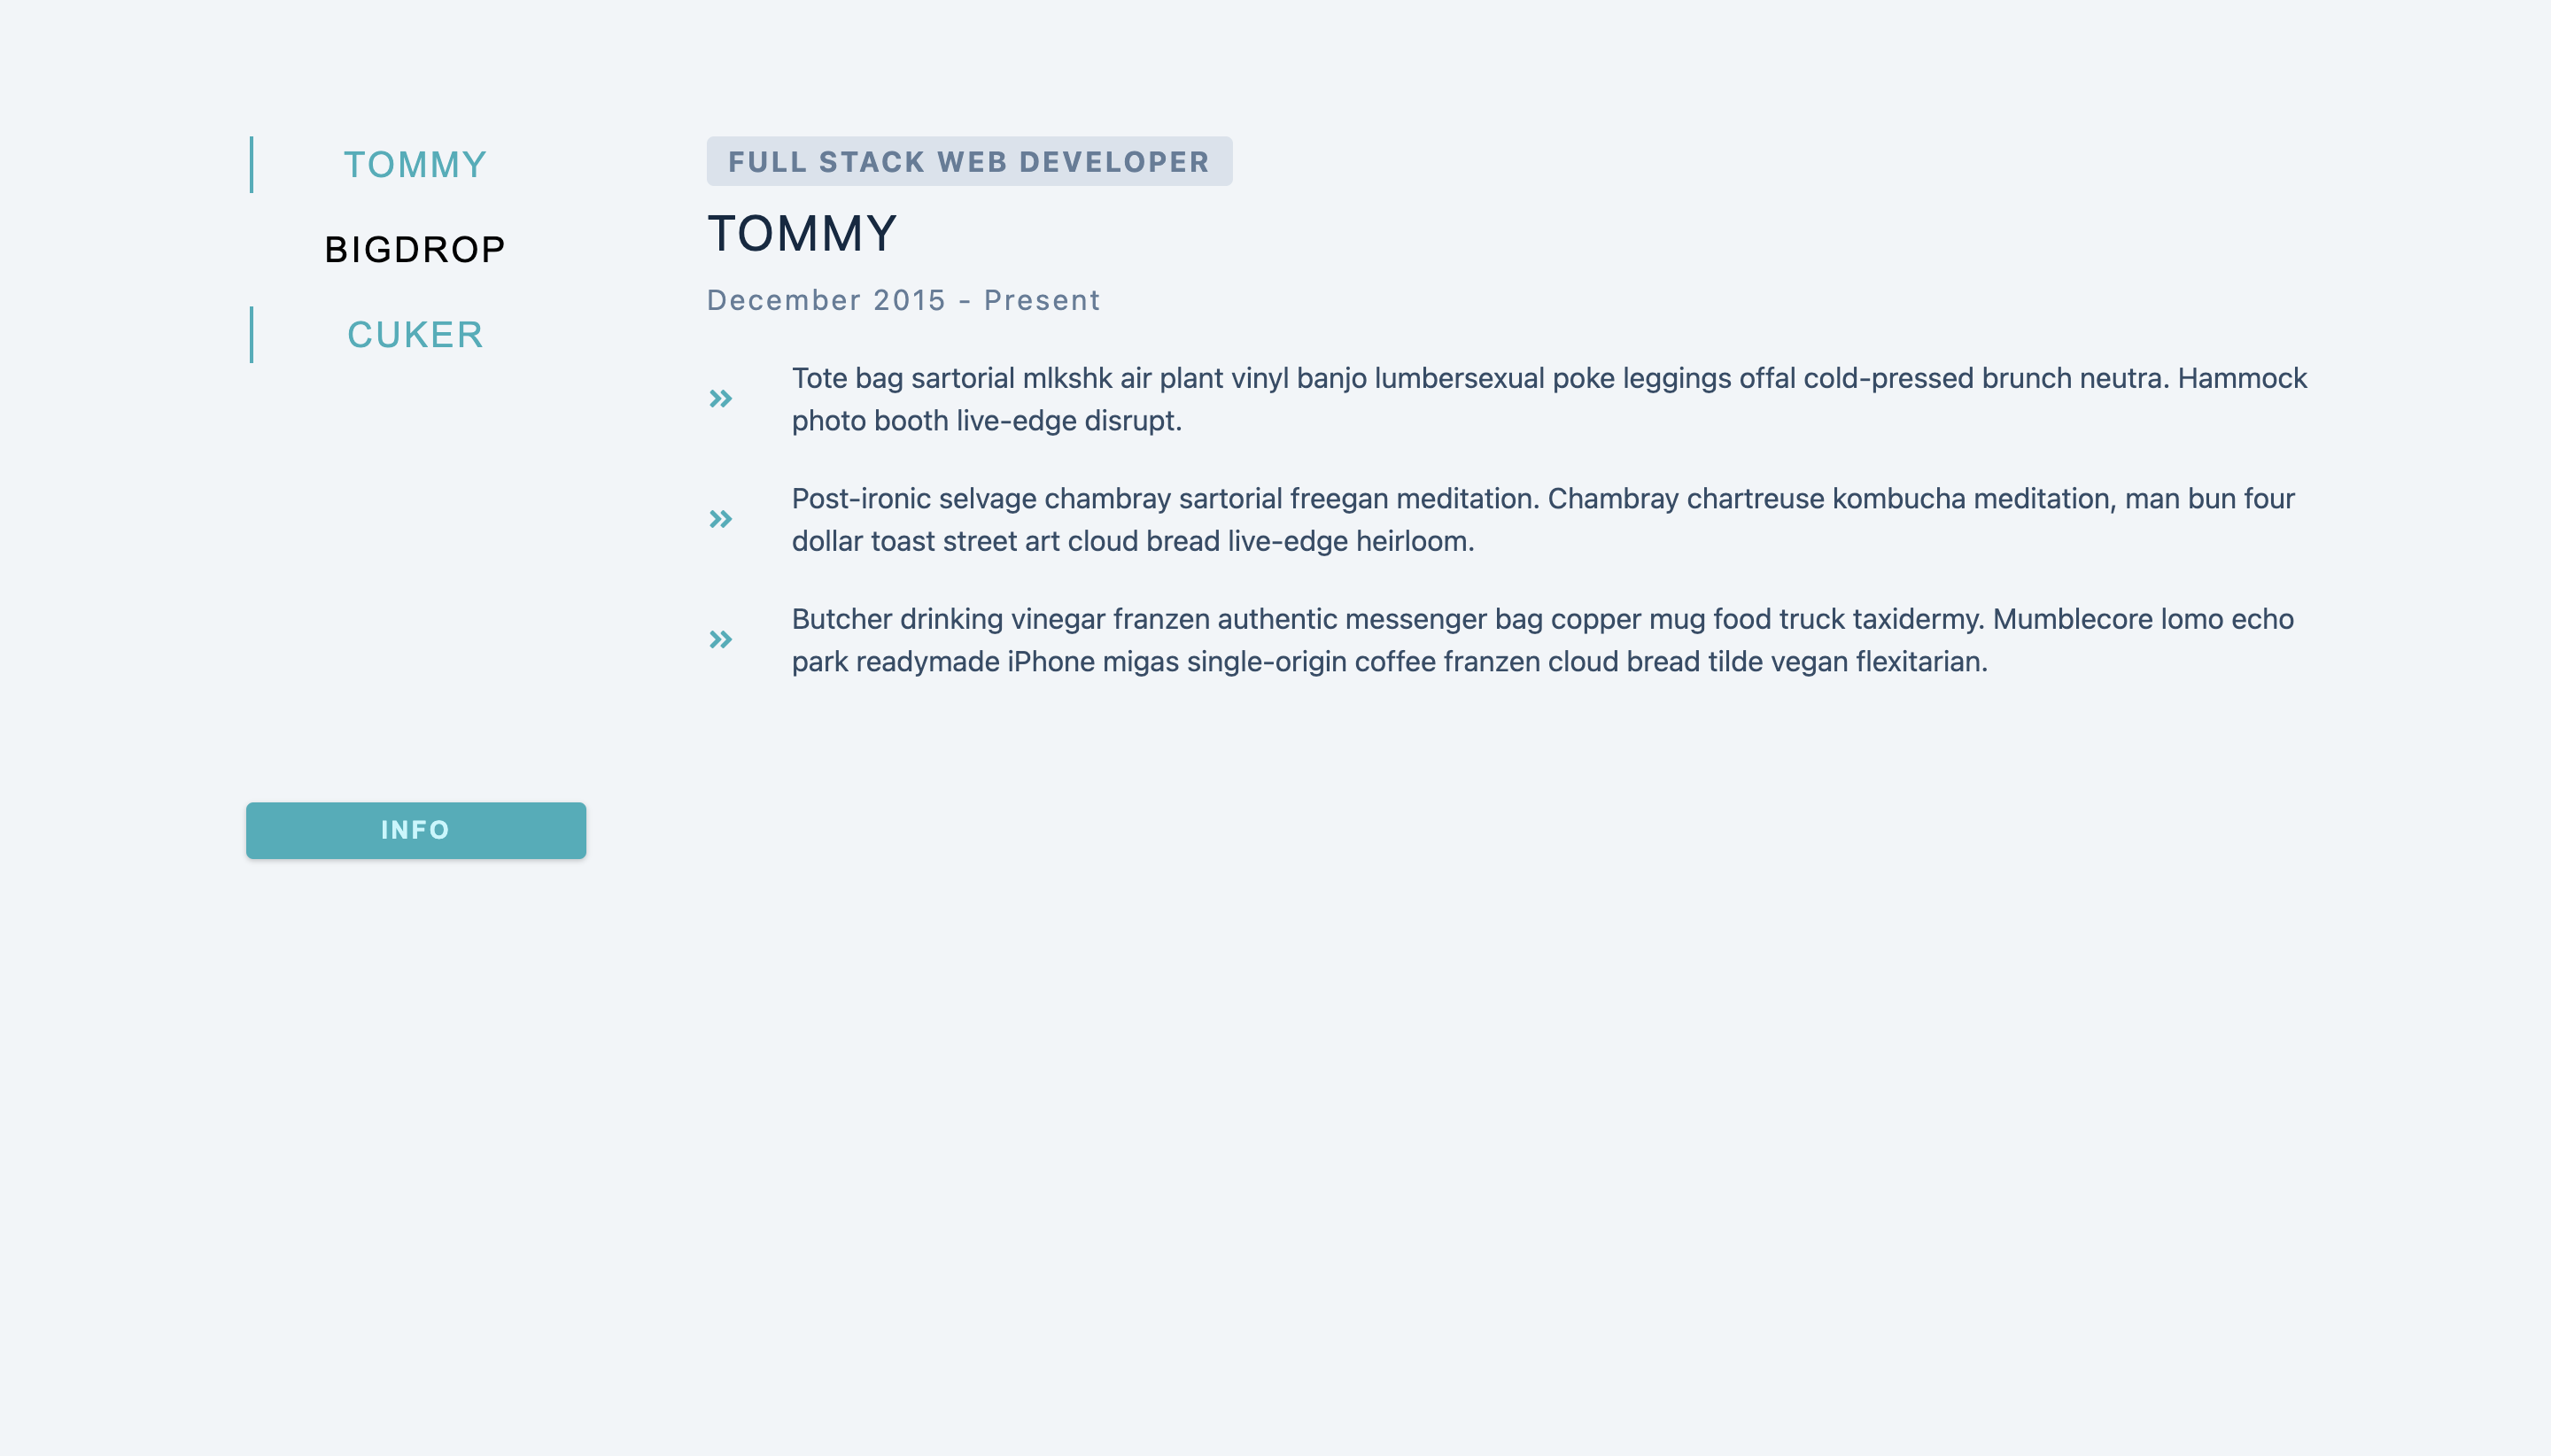 TOMMY
BIGDROP
CUKER
INFO
FULL STACK WEB DEVELOPER
TOMMY
December 2015 - Present
Tote bag sartorial mlkshk air plant vinyl banjo lumbersexual poke leggings offal cold-pressed brunch neutra. Hammock
photo booth live-edge disrupt.
Post-ironic selvage chambray sartorial freegan meditation. Chambray chartreuse kombucha meditation, man bun four
dollar toast street art cloud bread live-edge heirloom.
Butcher drinking vinegar franzen authentic messenger bag copper mug food truck taxidermy. Mumblecore lomo echo
park readymade iPhone migas single-origin coffee franzen cloud bread tilde vegan flexitarian.